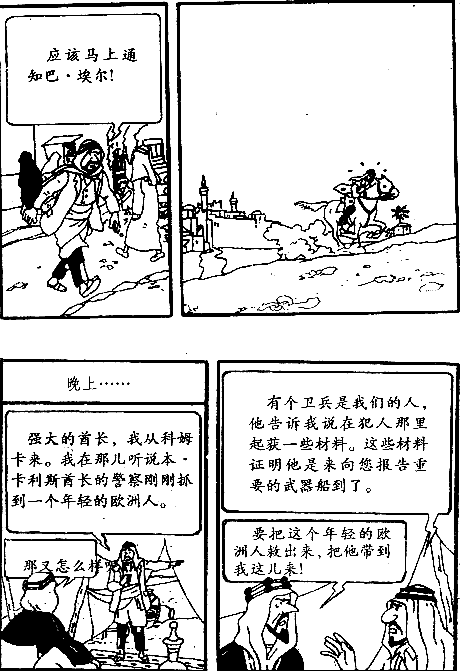 应该马上通
知巴·埃尔!
晚上……
强大的酋长，我从科姆
卡来。我在那儿听说本·
卡利斯酋长的警察刚刚抓
到一个年轻的欧洲人。
那又怎么样呢
有个卫兵是我们的人，
他告诉我说在犯人那里
起获一些材料。这些材料
证明他是来向您报告重
要的武器船到了。
要把这个年轻的欧
洲人救出来、把他带到
我这儿来!